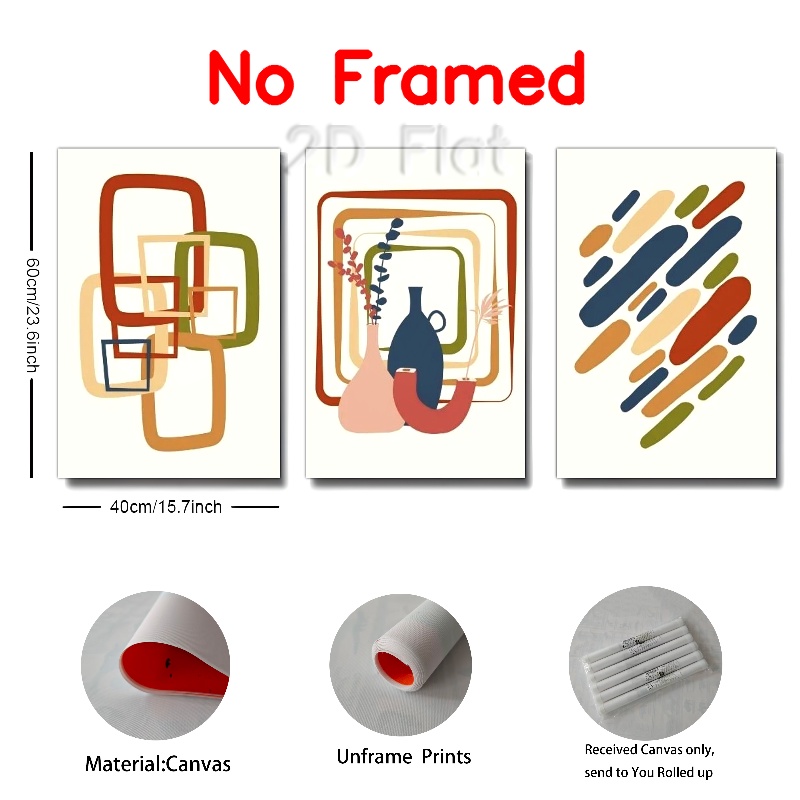 No Framed
2D Flat
60cm/23.6inch
40cm/15.7inch
Material:Canvas
Unframe Prints
Received Canvas only,
send to You Rolled up